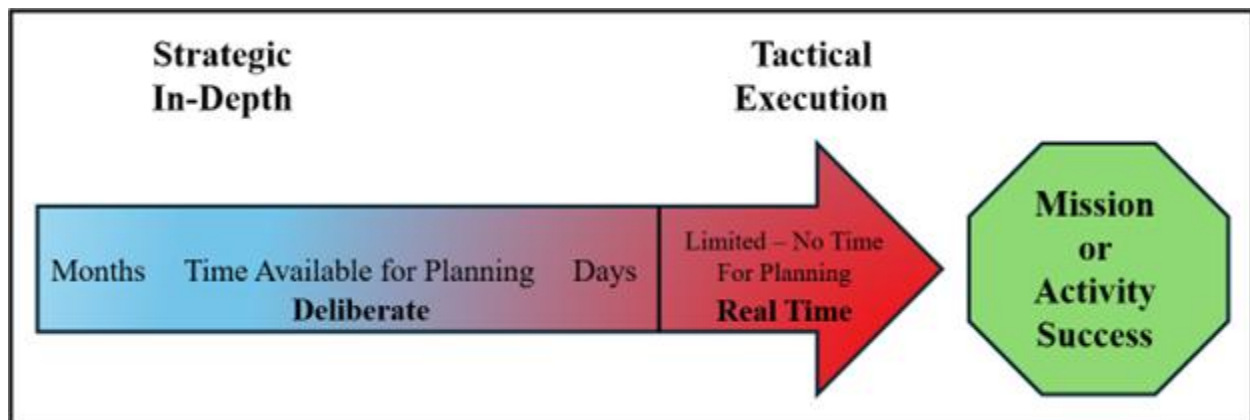 Strategic
In-Depth
Tactical
Execution
Months Time Available for Planning Days
Deliberate
Limited – No Time
For Planning
Real Time
Mission
or
Activity
Success